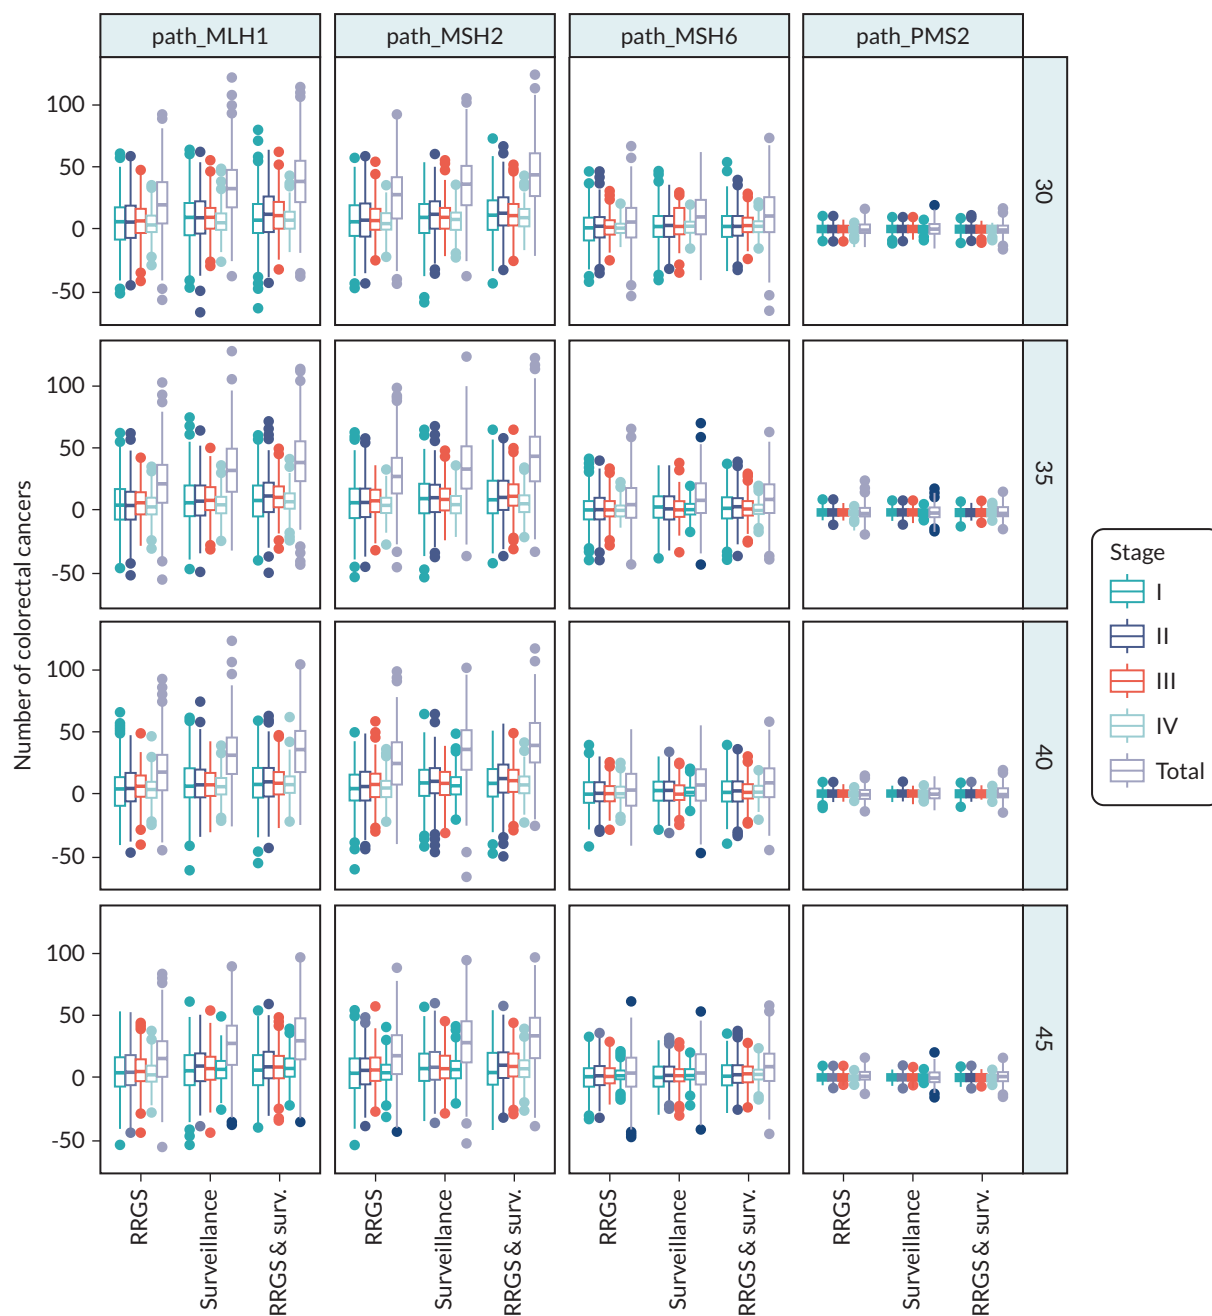 path_MLH1 path_MSH2 path_MSH6 path_PMS2
100
50
0
-50
30
100
50
0
-50
35
Number of colorectal cancers
100
50
0
-50
40
100
50
0
-50
45
RRGS Surveillance RRGS & surv. RRGS Surveillance RRGS & surv. RRGS Surveillance RRGS & surv. RRGS Surveillance RRGS & surv.
Stage
I
II
III
IV
Total